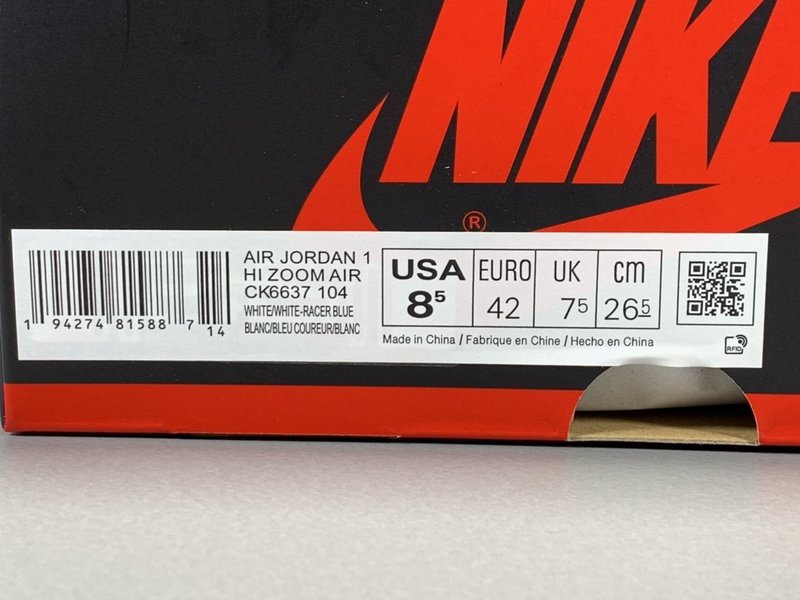 NIKE
®
AIR JORDAN 1
HI ZOOM AIR
CK6637 104
WHITE/WHITE-RACER BLUE
BLANC/BLEU COUREUR/BLANC
1 94274 81588 7 14
USA EURO UK cm
8⁵ 42 7⁵ 26⁵
Made in China / Fabrique en Chine / Hecho en China
RFID